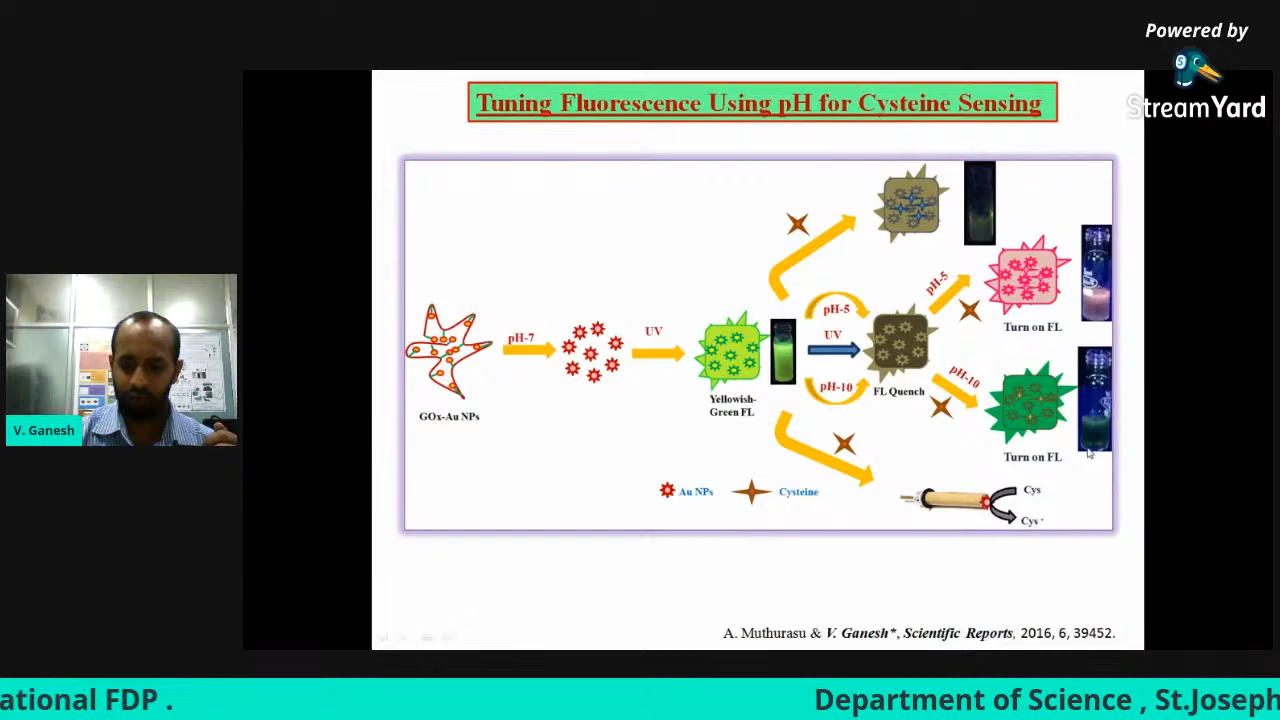 Powered by
StreamYard
Tuning Fluorescence Using pH for Cysteine Sensing
pH-5
pH-5
Turn on FL
pH-7
UV
UV
pH-10
FL Quench
pH-10
GOx-Au NPs
Yellowish-
Green FL
Turn on FL
V. Ganesh
Au NPs
Cysteine
Cys
Cys
A. Muthurasu & V. Ganesh*, Scientific Reports, 2016, 6, 39452.
ational FDP .
Department of Science , St.Joseph